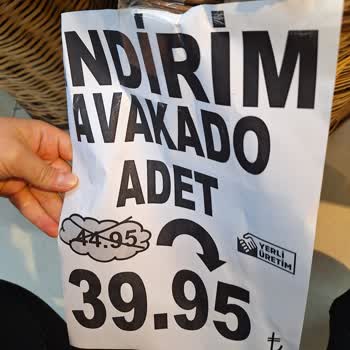 NDİRİM
AVAKADO
ADET
44.95
YERLİ
ÜRETİM
39.95
₺